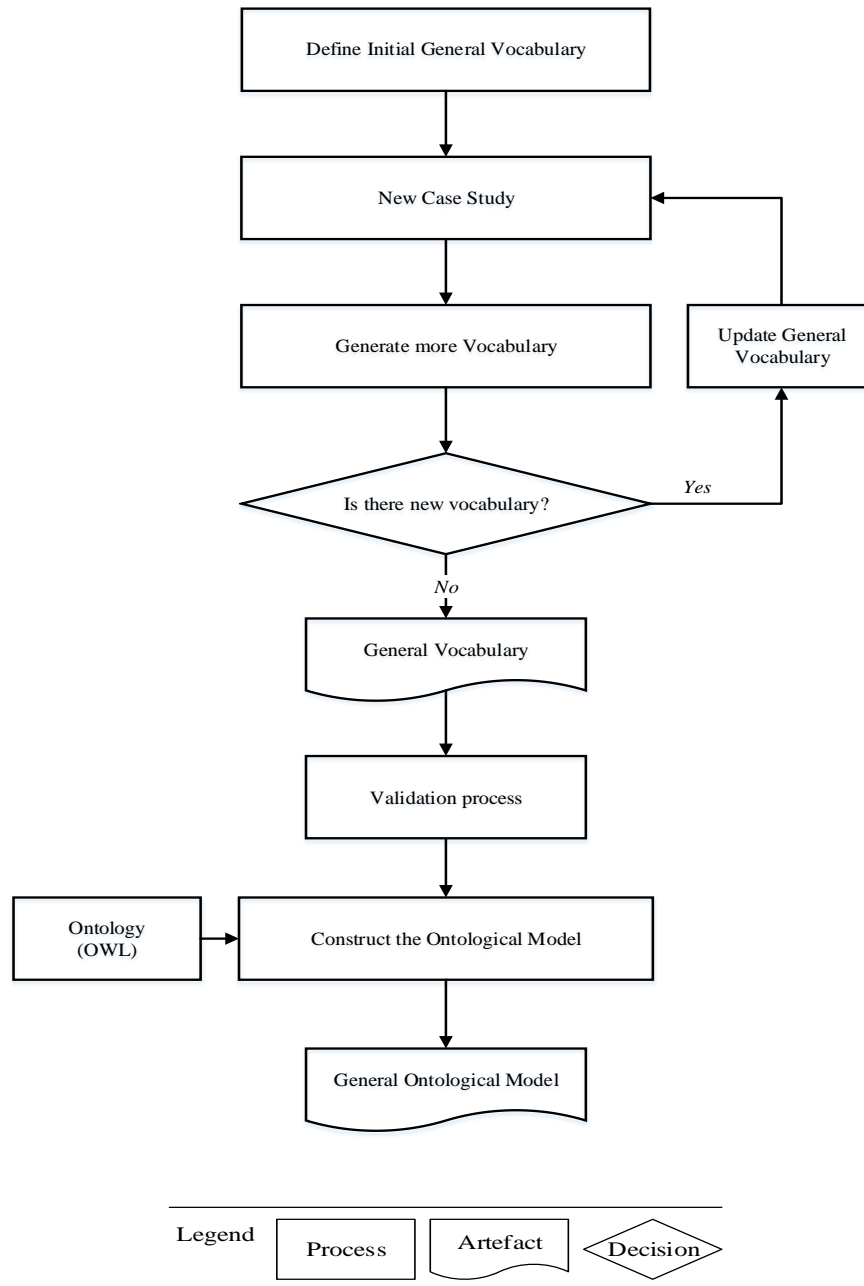 Define Initial General Vocabulary
New Case Study
Generate more Vocabulary
Update General
Vocabulary
Is there new vocabulary?
Yes
No
General Vocabulary
Validation process
Ontology
(OWL)
Construct the Ontological Model
General Ontological Model
Legend
Process
Artefact
Decision